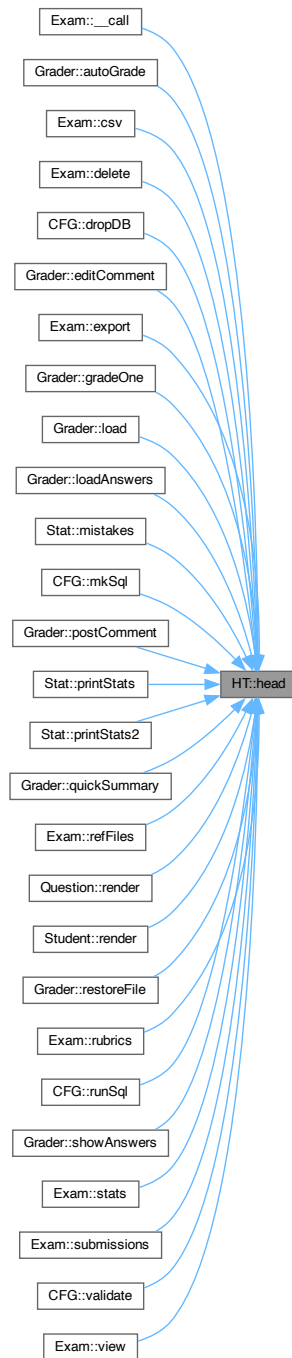 Exam::__call
Grader::autoGrade
Exam::csv
Exam::delete
CFG::dropDB
Grader::editComment
Exam::export
Grader::gradeOne
Grader::load
Grader::loadAnswers
Stat::mistakes
CFG::mkSql
Grader::postComment
HT::head
Stat::printStats
Stat::printStats2
Grader::quickSummary
Exam::refFiles
Question::render
Student::render
Grader::restoreFile
Exam::rubrics
CFG::runSql
Grader::showAnswers
Exam::stats
Exam::submissions
CFG::validate
Exam::view